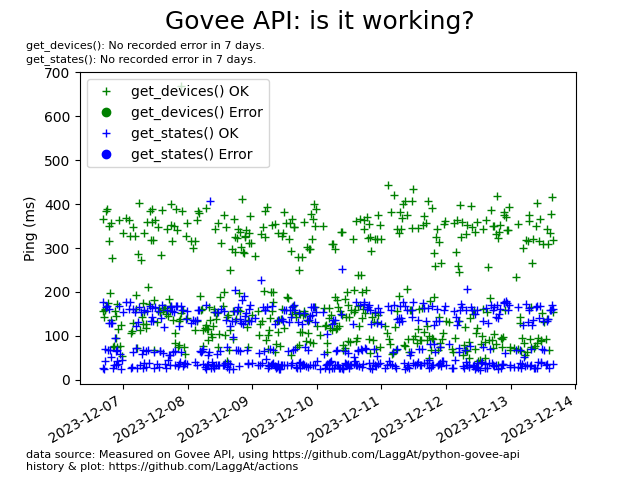 Govee API: is it working?
get_devices(): No recorded error in 7 days.
get_states(): No recorded error in 7 days.
700
600
500
400
300
200
100
0
Ping (ms)
get_devices() OK
get_devices() Error
get_states() OK
get_states() Error
2023-12-07
2023-12-08
2023-12-09
2023-12-10
2023-12-11
2023-12-12
2023-12-13
2023-12-14
data source: Measured on Govee API, using https://github.com/LaggAt/python-govee-api
history & plot: https://github.com/LaggAt/actions